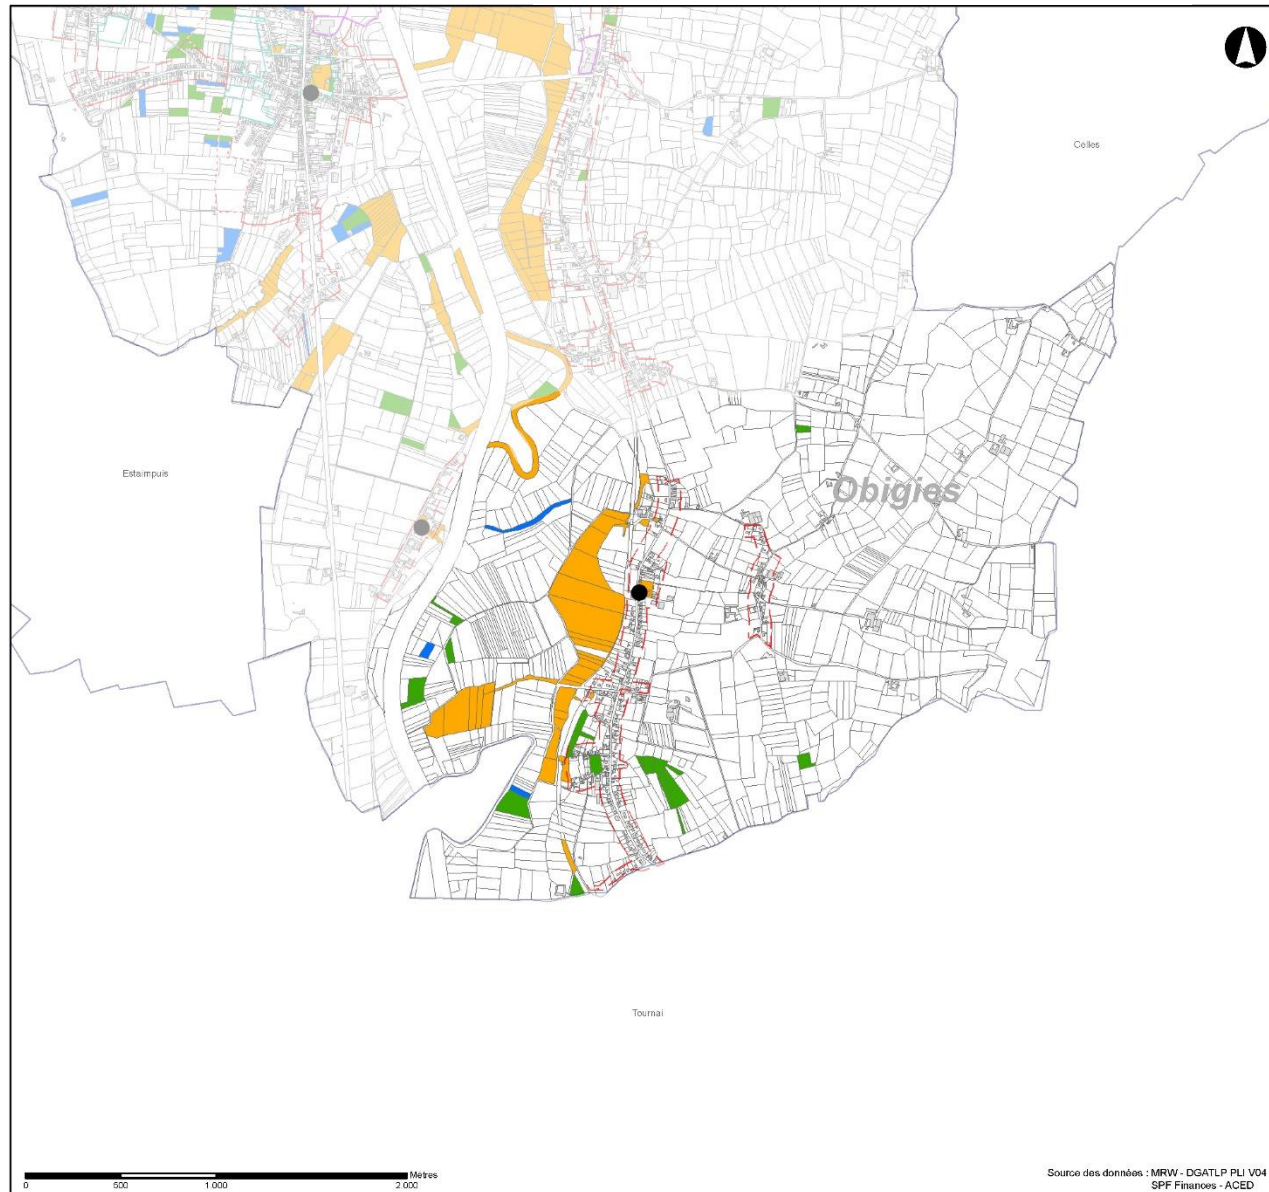 Celles
Estaimpuis
Obigies
Tournai
Mètres
0 500 1.000 2.000
Source des données : MRW - DGATLP PLI V04
SPF Finances - ACED